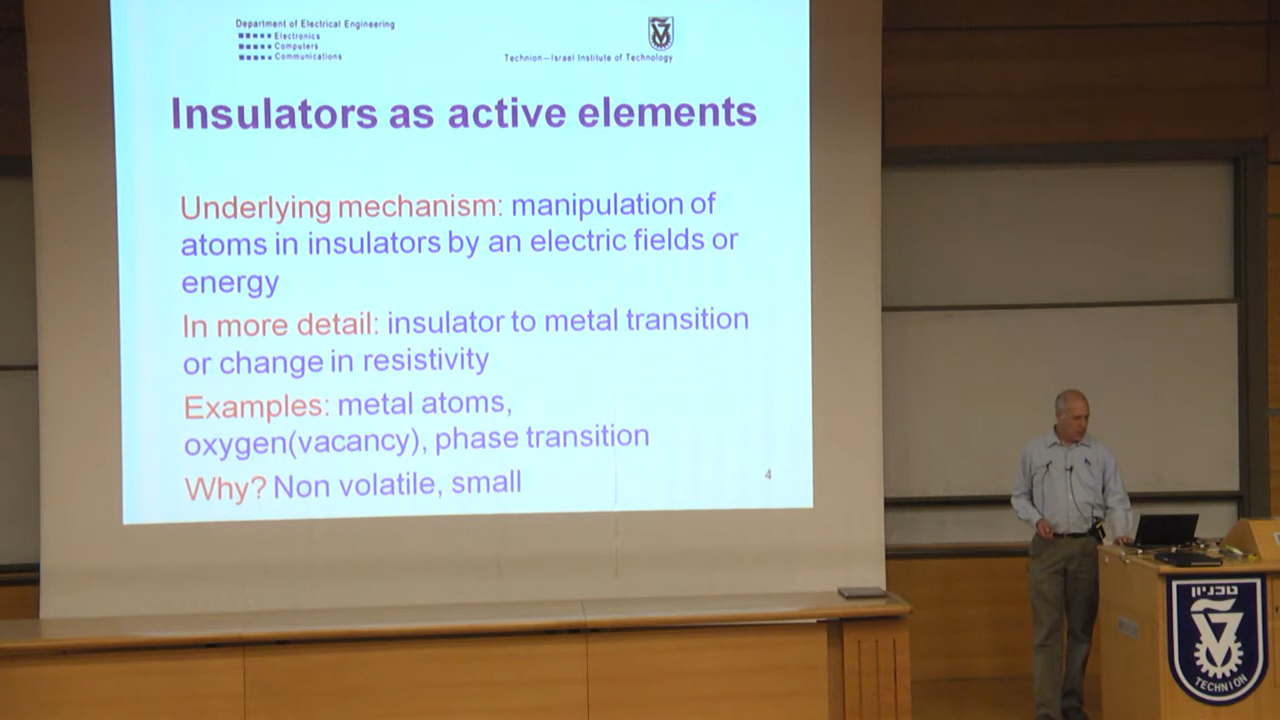 Department of Electrical Engineering
Electronics
Computers
Communications
Technion—Israel Institute of Technology
Insulators as active elements
Underlying mechanism: manipulation of
atoms in insulators by an electric fields or
energy
In more detail: insulator to metal transition
or change in resistivity
Examples: metal atoms,
oxygen(vacancy), phase transition
Why? Non volatile, small
4
טכניון
TECHNION